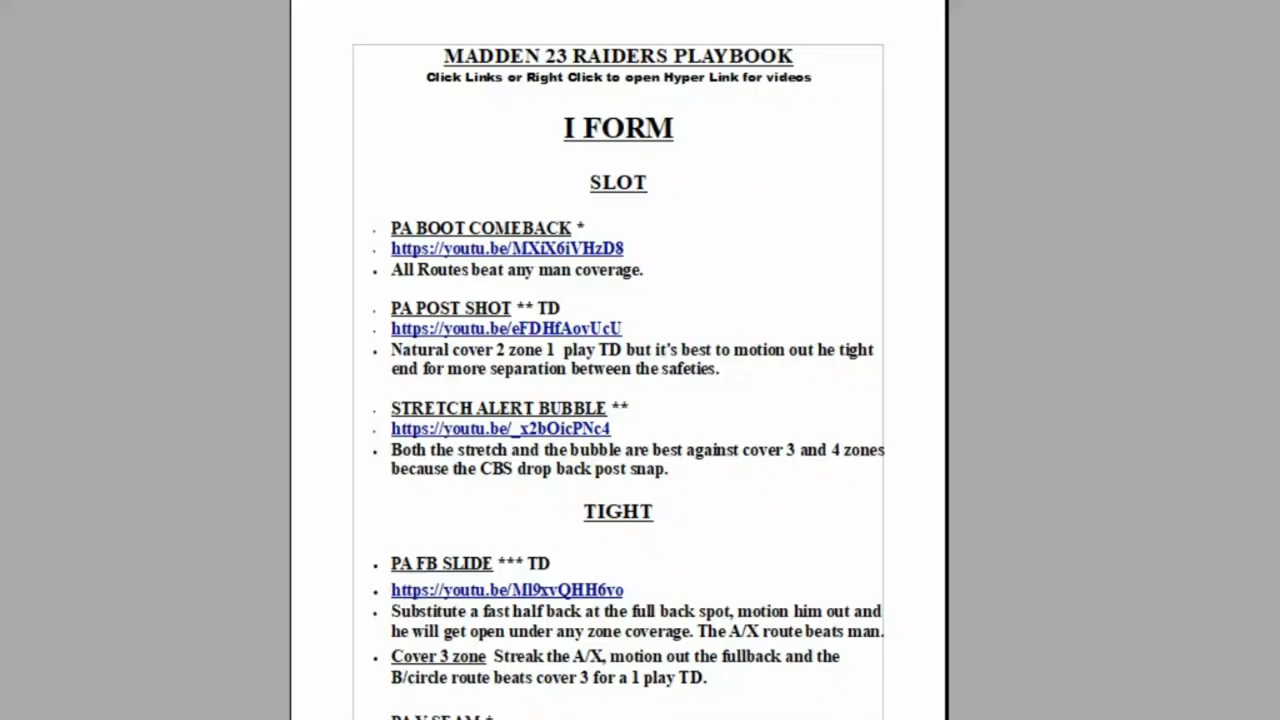 MADDEN 23 RAIDERS PLAYBOOK
Click Links or Right Click to open Hyper Link for videos
I FORM
SLOT
PA BOOT COMEBACK *
https://youtu.be/MXiX6iVHzD8
All Routes beat any man coverage.
PA POST SHOT ** TD
https://youtu.be/eFDHfAovUcU
Natural cover 2 zone 1 play TD but it's best to motion out he tight
end for more separation between the safeties.
STRETCH ALERT BUBBLE **
https://youtu.be/_x2bOicPNc4
Both the stretch and the bubble are best against cover 3 and 4 zones
because the CBS drop back post snap.
TIGHT
PA FB SLIDE *** TD
https://youtu.be/Ml9xvQHH6vo
Substitute a fast half back at the full back spot, motion him out and
he will get open under any zone coverage. The A/X route beats man.
Cover 3 zone Streak the A/X, motion out the fullback and the
B/circle route beats cover 3 for a 1 play TD.
PA Y SEAM *